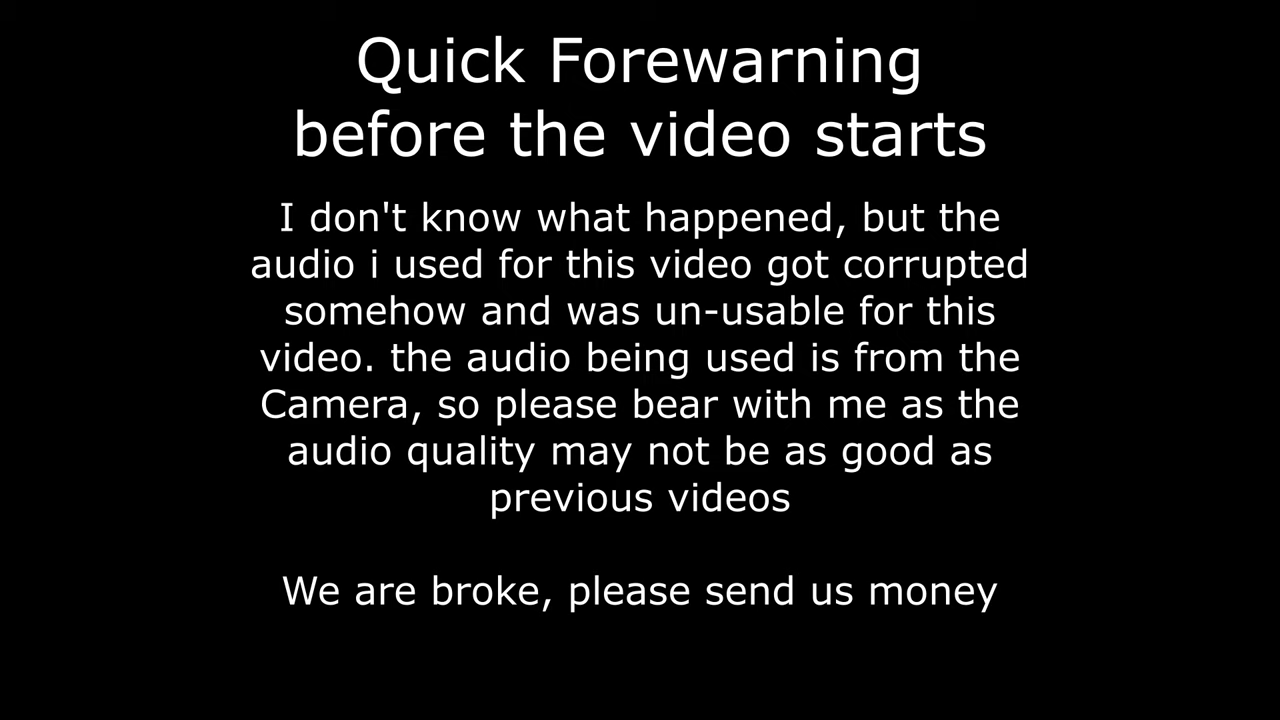 Quick Forewarning
before the video starts
I don't know what happened, but the
audio i used for this video got corrupted
somehow and was un-usable for this
video. the audio being used is from the
Camera, so please bear with me as the
audio quality may not be as good as
previous videos
We are broke, please send us money